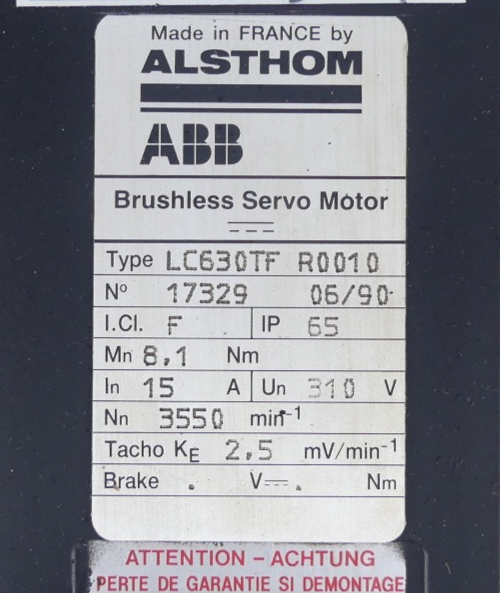 Made in FRANCE by
ALSTHOM
ABB
Brushless Servo Motor
Type LC630TF R0010
N° 17329 06/90
I.Cl. F IP 65
Mn 8,1 Nm
In 15 A Un 310 V
Nn 3550 min-1
Tacho KE 2,5 mV/min-1
Brake . V . Nm
ATTENTION - ACHTUNG
PERTE DE GARANTIE SI DEMONTAGE